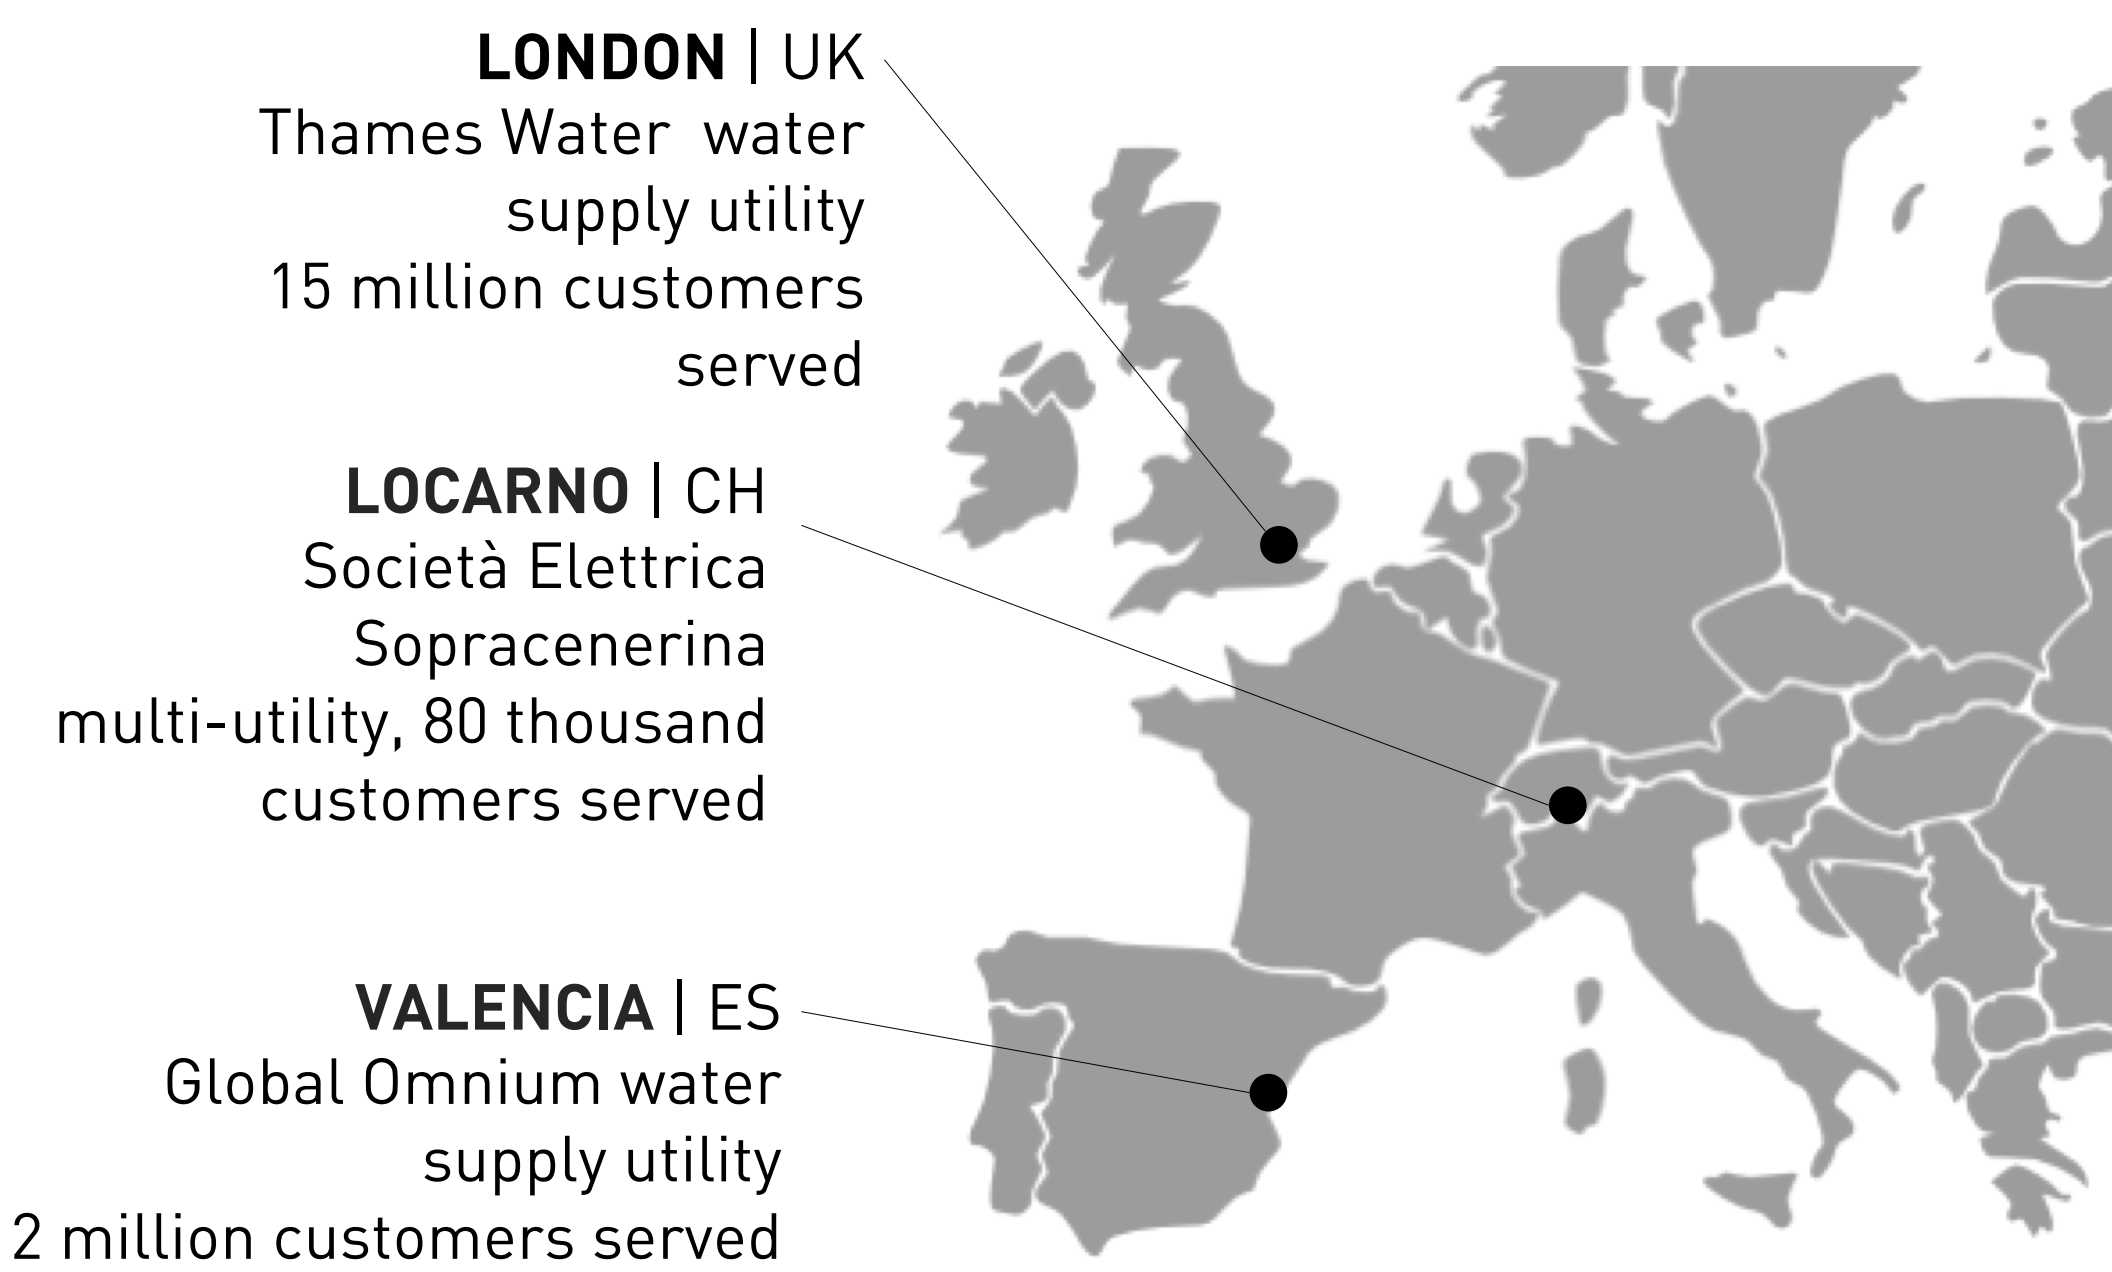 LONDON | UK
Thames Water  water
supply utility
15 million customers
served
LOCARNO | CH
Società Elettrica
Sopracenerina
multi-utility, 80 thousand
customers served
VALENCIA | ES
Global Omnium water
supply utility
2 million customers served